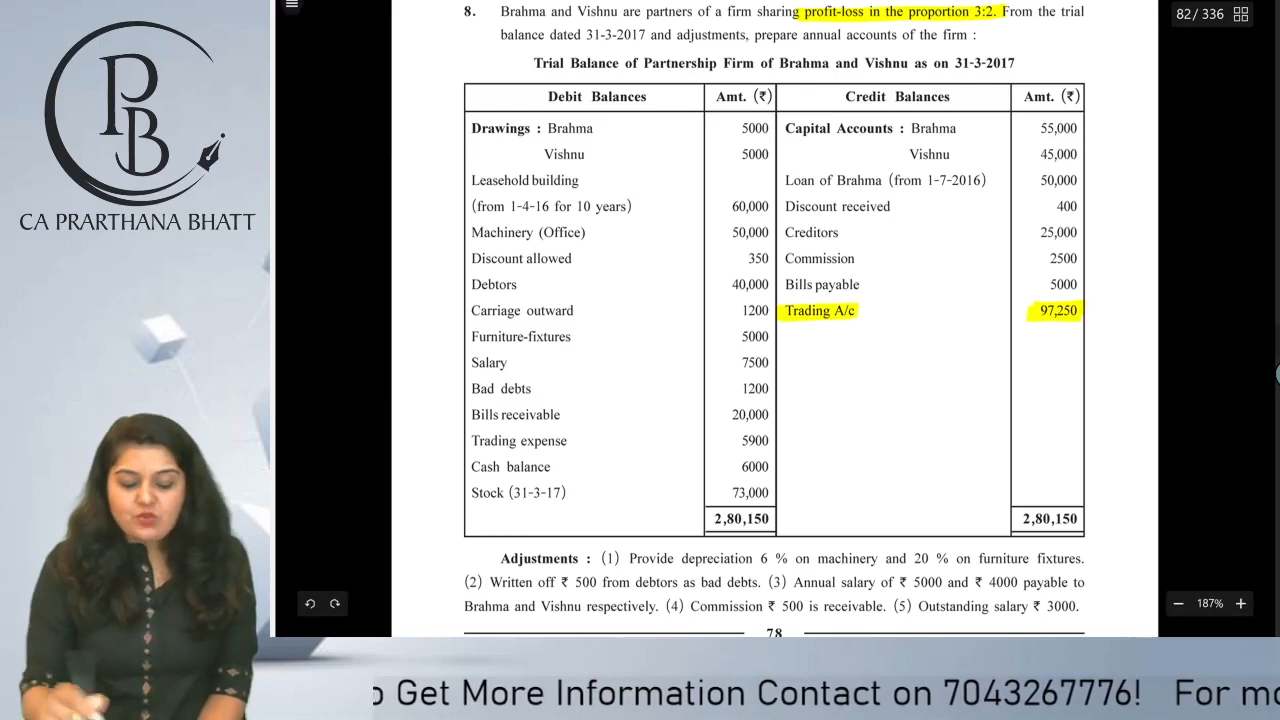 8. Brahma and Vishnu are partners of a firm sharing profit-loss in the proportion 3:2. From the trial
balance dated 31-3-2017 and adjustments, prepare annual accounts of the firm :
Trial Balance of Partnership Firm of Brahma and Vishnu as on 31-3-2017
Debit Balances Amt. (₹) Credit Balances Amt. (₹)
Drawings : Brahma 5000 Capital Accounts : Brahma 55,000
Vishnu 5000 Vishnu 45,000
Leasehold building Loan of Brahma (from 1-7-2016) 50,000
(from 1-4-16 for 10 years) 60,000 Discount received 400
Machinery (Office) 50,000 Creditors 25,000
Discount allowed 350 Commission 2500
Debtors 40,000 Bills payable 5000
Carriage outward 1200 Trading A/c 97,250
Furniture-fixtures 5000
Salary 7500
Bad debts 1200
Bills receivable 20,000
Trading expense 5900
Cash balance 6000
Stock (31-3-17) 73,000
2,80,150 2,80,150
Adjustments : (1) Provide depreciation 6 % on machinery and 20 % on furniture fixtures.
(2) Written off ₹ 500 from debtors as bad debts. (3) Annual salary of ₹ 5000 and ₹ 4000 payable to
Brahma and Vishnu respectively. (4) Commission ₹ 500 is receivable. (5) Outstanding salary ₹ 3000.
78
82 / 336
187%
PB
CA PRARTHANA BHATT
o Get More Information Contact on 7043267776! For mo